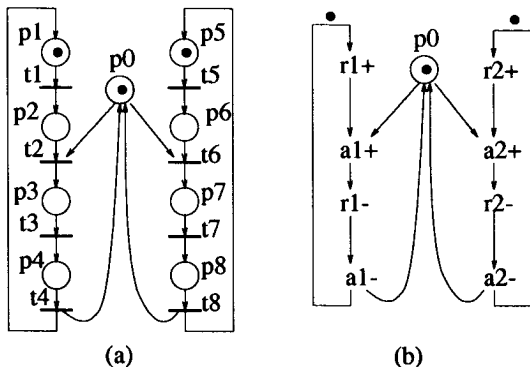 p1
t1
p2
t2
p3
t3
p4
t4
p0
p5
t5
p6
t6
p7
t7
p8
t8
(a)
r1+
a1+
r1-
a1-
p0
r2+
a2+
r2-
a2-
(b)